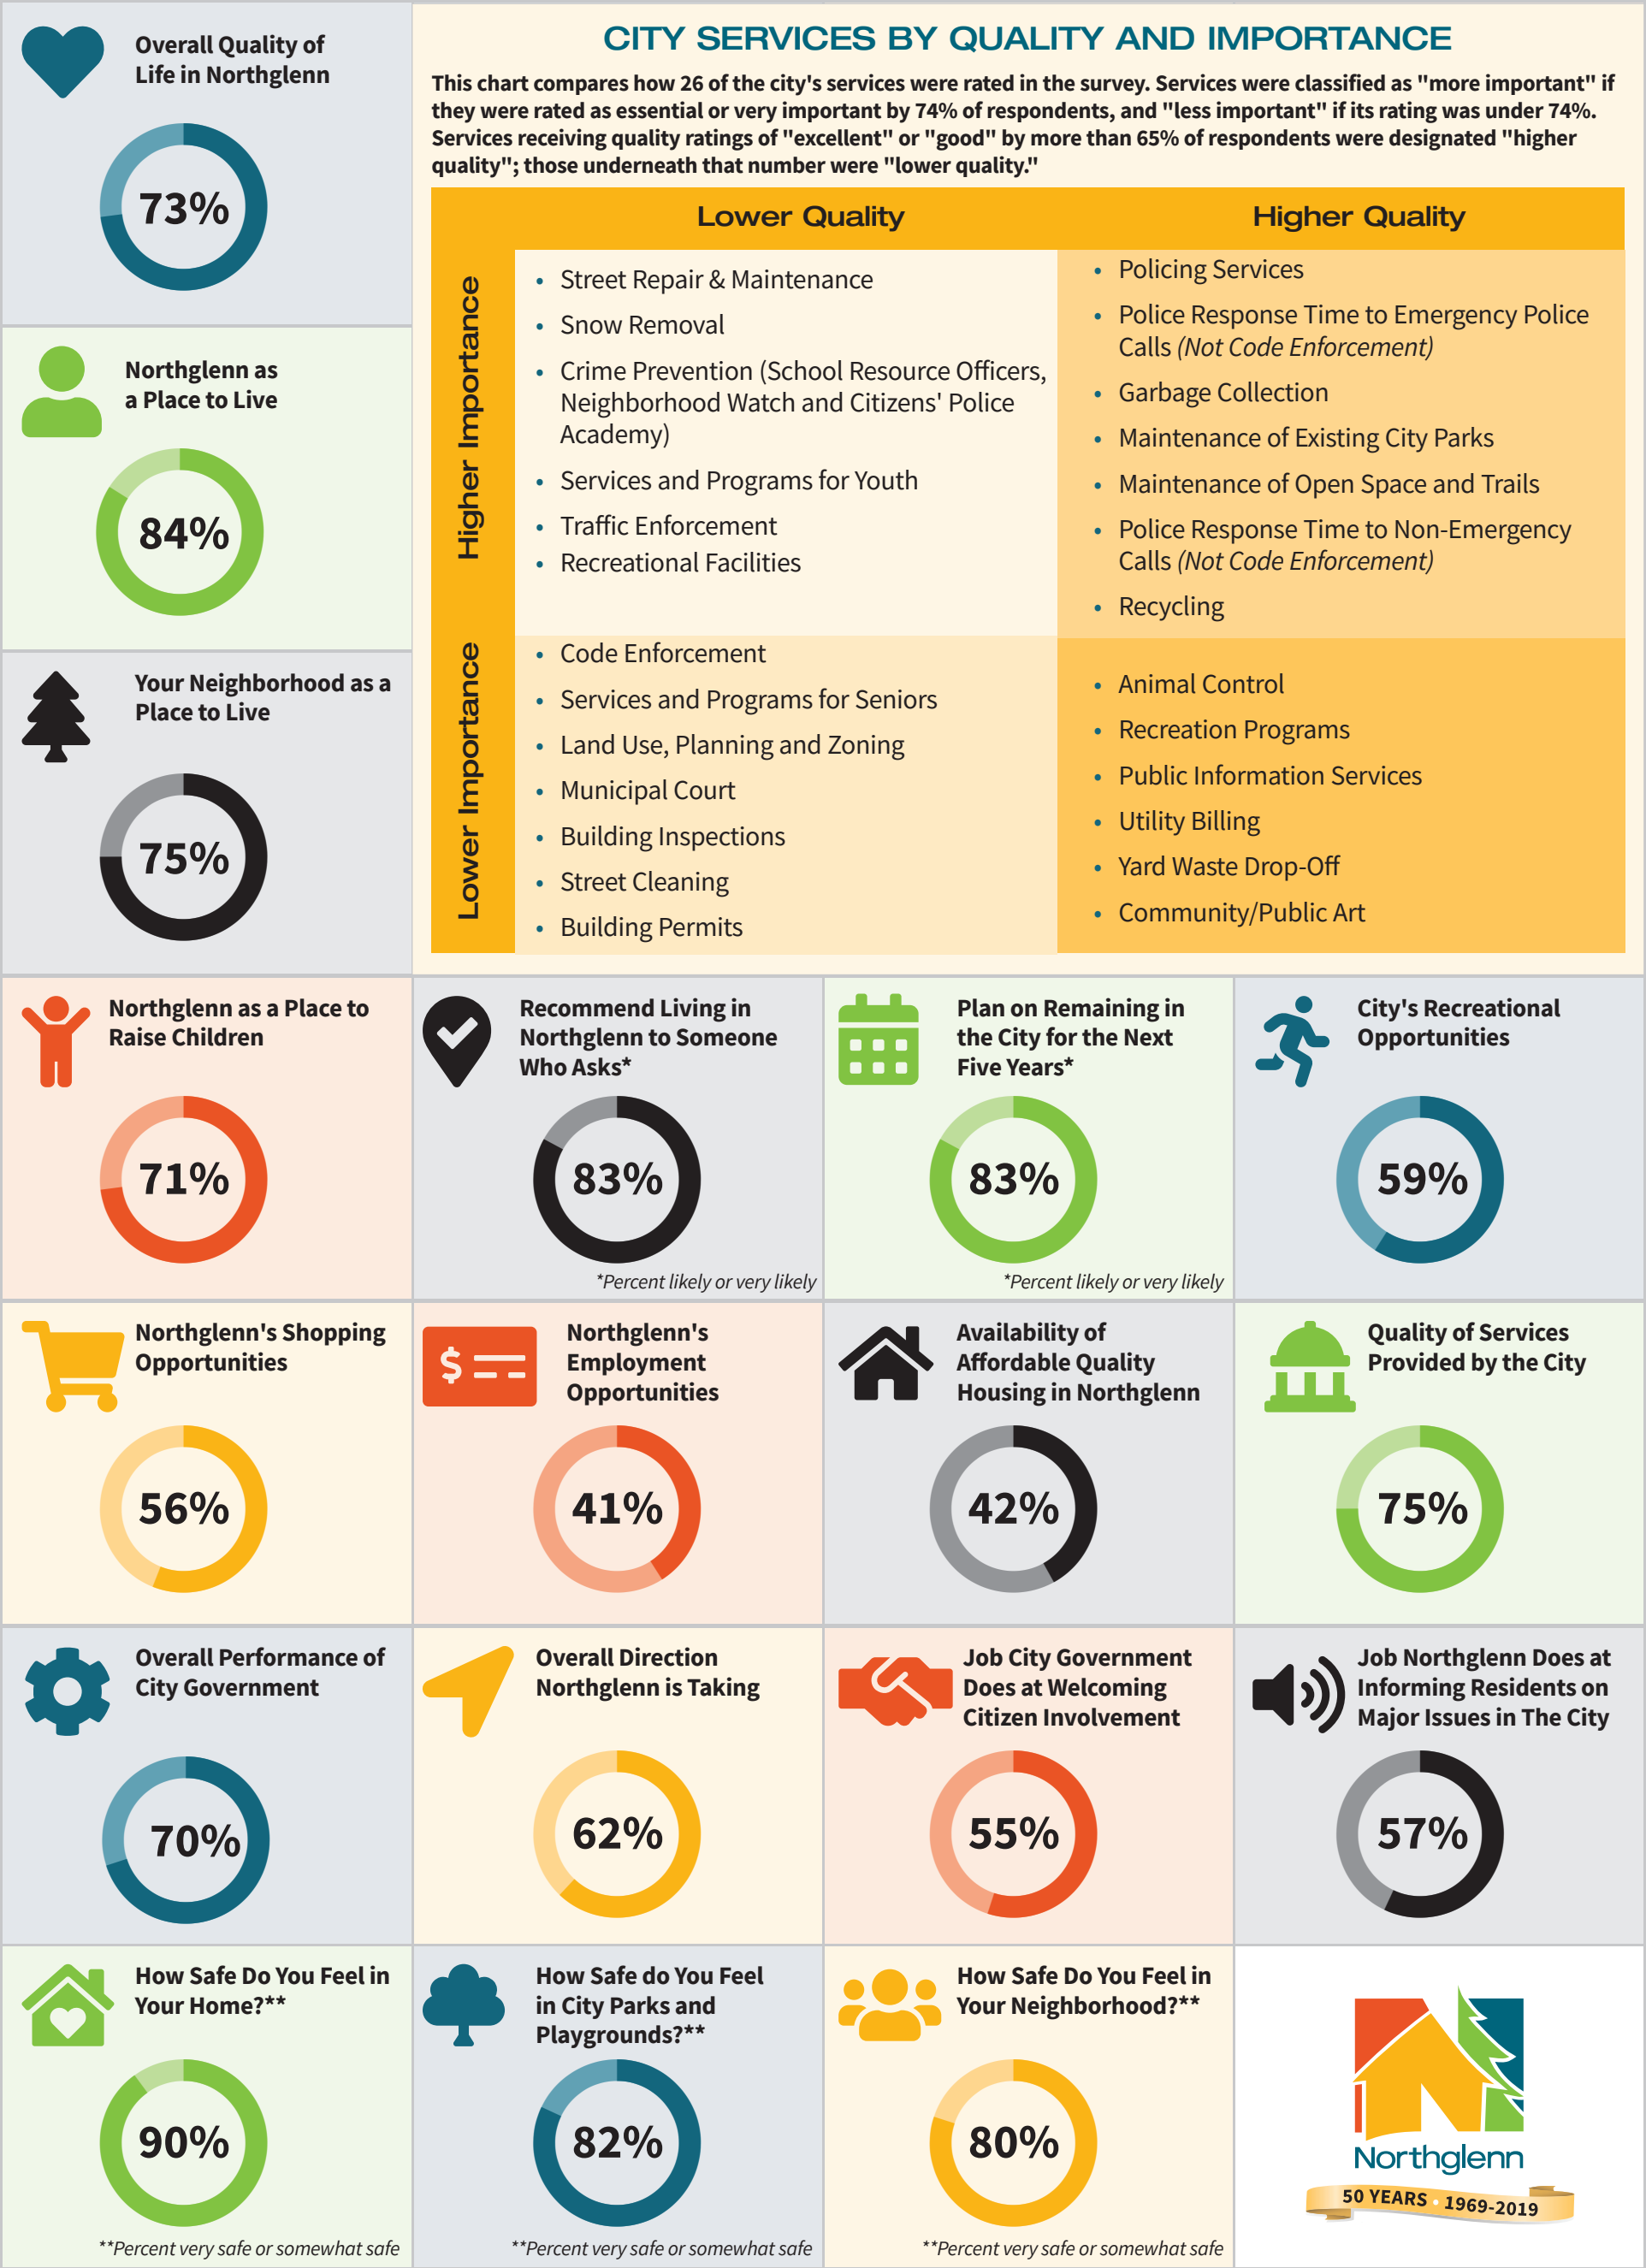 Overall Quality of
Life in Northglenn
73%
Northglenn as
a Place to Live
84%
Your Neighborhood as a
Place to Live
75%
CITY SERVICES BY QUALITY AND IMPORTANCE
This chart compares how 26 of the city's services were rated in the survey. Services were classified as "more important" if
they were rated as essential or very important by 74% of respondents, and "less important" if its rating was under 74%.
Services receiving quality ratings of "excellent" or "good" by more than 65% of respondents were designated "higher
quality"; those underneath that number were "lower quality."
Lower Quality
Higher Quality
Higher Importance
• Street Repair & Maintenance
• Snow Removal
• Crime Prevention (School Resource Officers,
Neighborhood Watch and Citizens' Police
Academy)
• Services and Programs for Youth
• Traffic Enforcement
• Recreational Facilities
• Policing Services
• Police Response Time to Emergency Police
Calls (Not Code Enforcement)
• Garbage Collection
• Maintenance of Existing City Parks
• Maintenance of Open Space and Trails
• Police Response Time to Non-Emergency
Calls (Not Code Enforcement)
• Recycling
Lower Importance
• Code Enforcement
• Services and Programs for Seniors
• Land Use, Planning and Zoning
• Municipal Court
• Building Inspections
• Street Cleaning
• Building Permits
• Animal Control
• Recreation Programs
• Public Information Services
• Utility Billing
• Yard Waste Drop-Off
• Community/Public Art
Northglenn as a Place to
Raise Children
71%
Recommend Living in
Northglenn to Someone
Who Asks*
83%
*Percent likely or very likely
Plan on Remaining in
the City for the Next
Five Years*
83%
*Percent likely or very likely
City's Recreational
Opportunities
59%
Northglenn's Shopping
Opportunities
56%
$
Northglenn's
Employment
Opportunities
41%
Availability of
Affordable Quality
Housing in Northglenn
42%
Quality of Services
Provided by the City
75%
Overall Performance of
City Government
70%
Overall Direction
Northglenn is Taking
62%
Job City Government
Does at Welcoming
Citizen Involvement
55%
Job Northglenn Does at
Informing Residents on
Major Issues in The City
57%
How Safe Do You Feel in
Your Home?**
90%
**Percent very safe or somewhat safe
How Safe do You Feel
in City Parks and
Playgrounds?**
82%
**Percent very safe or somewhat safe
How Safe Do You Feel in
Your Neighborhood?**
80%
**Percent very safe or somewhat safe
Northglenn
50 YEARS • 1969-2019